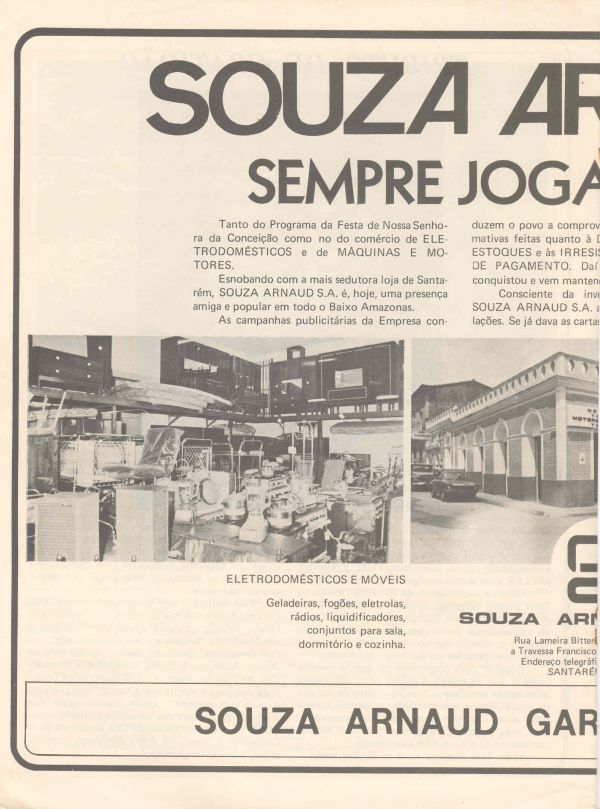 SOUZA AR
SEMPRE JOGA
Tanto do Programa da Festa de Nossa Senho-
ra da Conceição como no do comércio de ELE-
TRODOMÉSTICOS e de MÁQUINAS E MO-
TORES.
Esnobando com a mais sedutora loja de Santa-
rém, SOUZA ARNAUD S.A. é, hoje, uma presença
amiga e popular em todo o Baixo Amazonas.
As campanhas publicitárias da Empresa con-
duzem o povo a comprov
mativas feitas quanto à D
ESTOQUES e às IRRESIS
DE PAGAMENTO. Daí
conquistou e vem manten
Consciente da inve
SOUZA ARNAUD S.A. a
lações. Se já dava as cartas
ELETRODOMÉSTICOS E MÓVEIS
Geladeiras, fogões, eletrolas,
rádios, liquidificadores,
conjuntos para sala,
dormitório e cozinha.
SOUZA ARN
Rua Lameira Bitten
a Travessa Francisco
Endereço telegráfi
SANTARÉ
SOUZA ARNAUD GAR